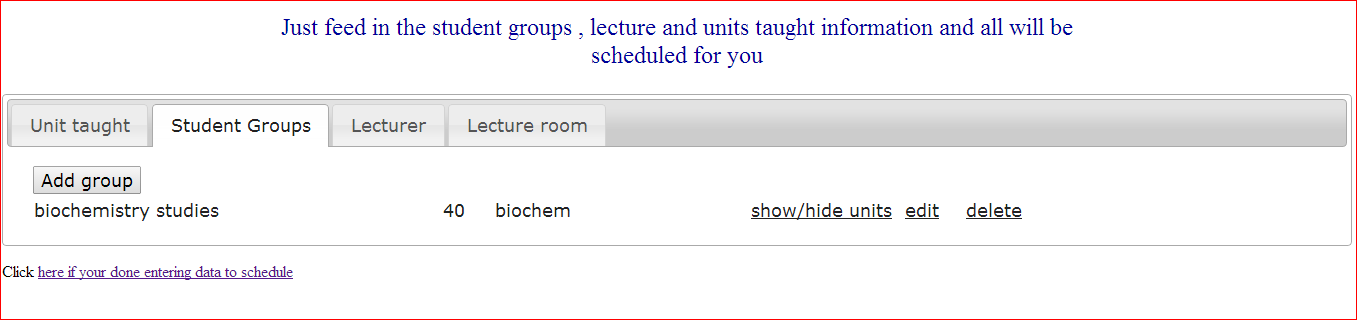 Just feed in the student groups , lecture and units taught information and all will be
scheduled for you
Unit taught Student Groups Lecturer Lecture room
Add group
biochemistry studies 40 biochem show/hide units edit delete
Click here if your done entering data to schedule